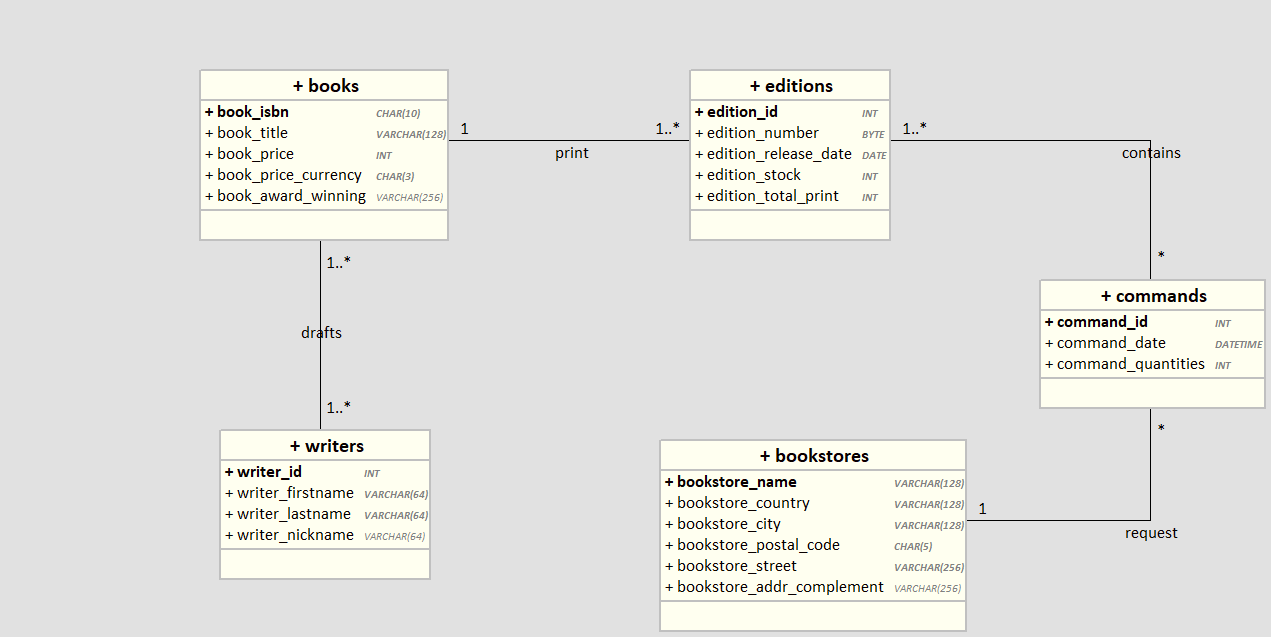 + books
+ book_isbn CHAR(10)
+ book_title VARCHAR(128)
+ book_price INT
+ book_price_currency CHAR(3)
+ book_award_winning VARCHAR(256)
1
1..*
print
+ editions
+ edition_id INT
+ edition_number BYTE
+ edition_release_date DATE
+ edition_stock INT
+ edition_total_print INT
1..*
contains
*
1..*
drafts
1..*
+ commands
+ command_id INT
+ command_date DATETIME
+ command_quantities INT
*
+ writers
+ writer_id INT
+ writer_firstname VARCHAR(64)
+ writer_lastname VARCHAR(64)
+ writer_nickname VARCHAR(64)
+ bookstores
+ bookstore_name VARCHAR(128)
+ bookstore_country VARCHAR(128)
+ bookstore_city VARCHAR(128)
+ bookstore_postal_code CHAR(5)
+ bookstore_street VARCHAR(256)
+ bookstore_addr_complement VARCHAR(256)
1
request